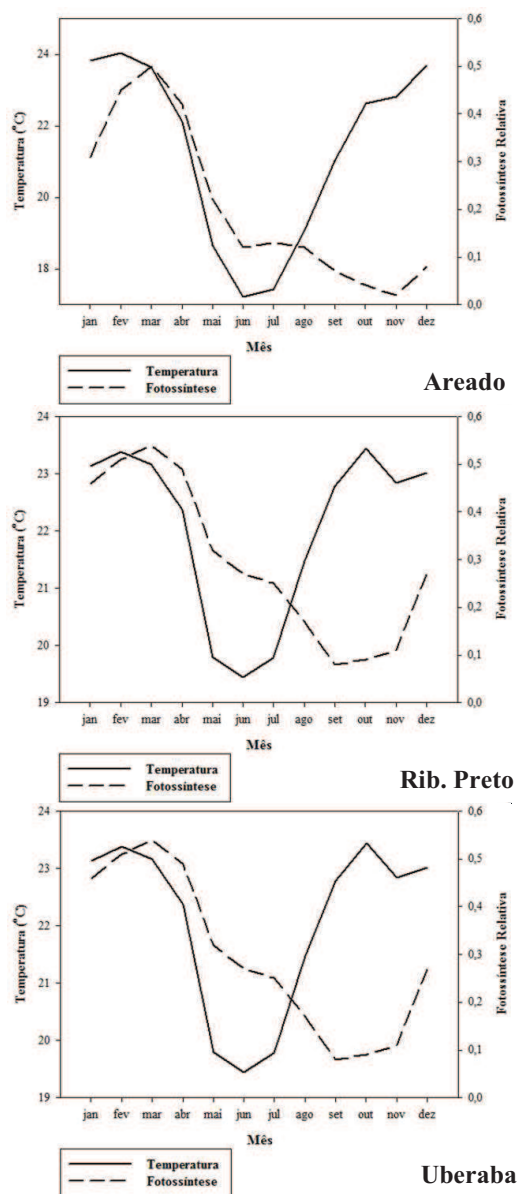 0,6
24
0,5
22
0,4
0,3
20
0,2
18
0,1
0,0
Temperatura (°C)
Fotossíntese Relativa
jan fev mar abr mai jun jul ago set out nov dez
Mês
Temperatura
Fotossíntese
Areado
24
0,6
23
0,5
22
0,4
0,3
21
0,2
20
0,1
19
0,0
Temperatura (°C)
Fotossíntese Relativa
jan fev mar abr mai jun jul ago set out nov dez
Mês
Temperatura
Fotossíntese
Rib. Preto
24
0,6
23
0,5
22
0,4
0,3
21
0,2
20
0,1
19
0,0
Temperatura (°C)
Fotossíntese Relativa
jan fev mar abr mai jun jul ago set out nov dez
Mês
Temperatura
Fotossíntese
Uberaba